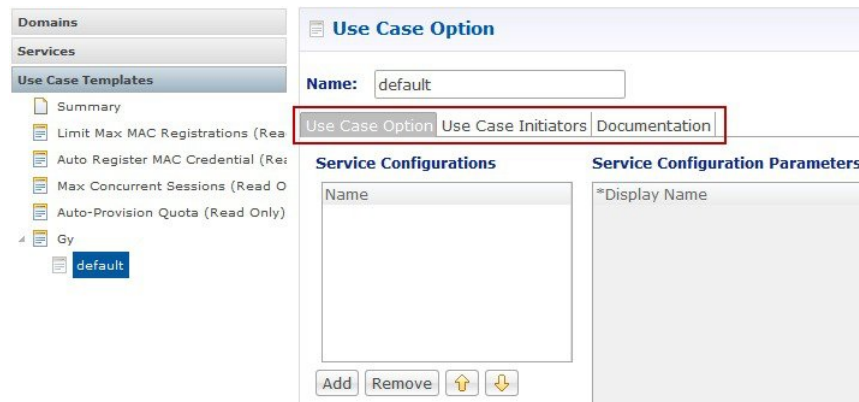 Domains
Services
Use Case Templates
Summary
Limit Max MAC Registrations (Rea
Auto Register MAC Credential (Rea
Max Concurrent Sessions (Read O
Auto-Provision Quota (Read Only)
Gy
default
Use Case Option
Name: default
Use Case Option Use Case Initiators Documentation
Service Configurations Service Configuration Parameters
Name *Display Name
Add Remove